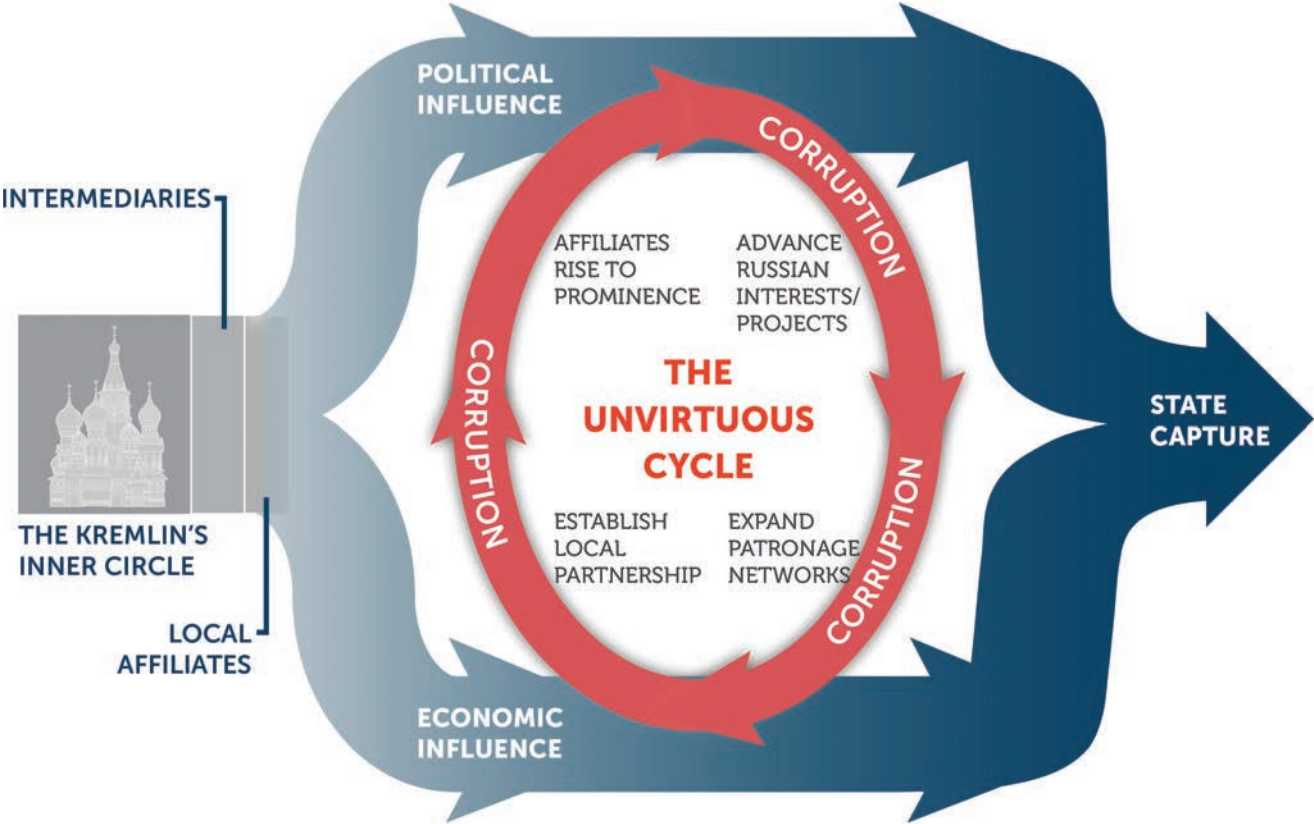 POLITICAL
INFLUENCE
CORRUPTION
INTERMEDIARIES
AFFILIATES
RISE TO
PROMINENCE
ADVANCE
RUSSIAN
INTERESTS/
PROJECTS
CORRUPTION
THE
UNVIRTUOUS
CYCLE
STATE
CAPTURE
CORRUPTION
ESTABLISH
LOCAL
PARTNERSHIP
EXPAND
PATRONAGE
NETWORKS
THE KREMLIN'S
INNER CIRCLE
LOCAL
AFFILIATES
ECONOMIC
INFLUENCE